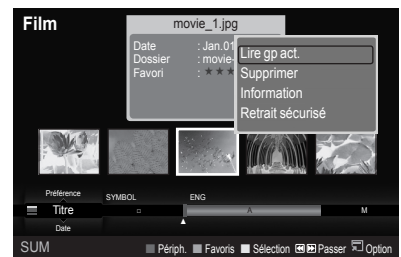 Film
movie_1.jpg
Date : Jan.01
Dossier : movie-
Favori : ★★★
Lire gp act.
Supprimer
Information
Retrait sécurisé
Préférence
Titre
Date
SYMBOL ENG
A M
SUM Périph. Favoris Sélection Passer Option